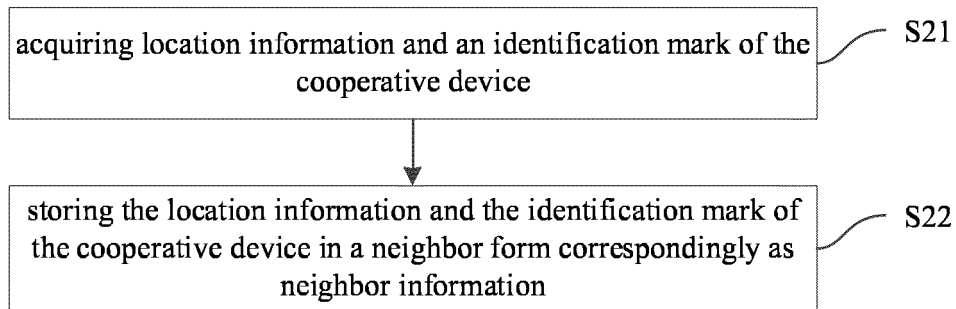 acquiring location information and an identification mark of the
cooperative device
S21
storing the location information and the identification mark of
the cooperative device in a neighbor form correspondingly as
neighbor information
S22